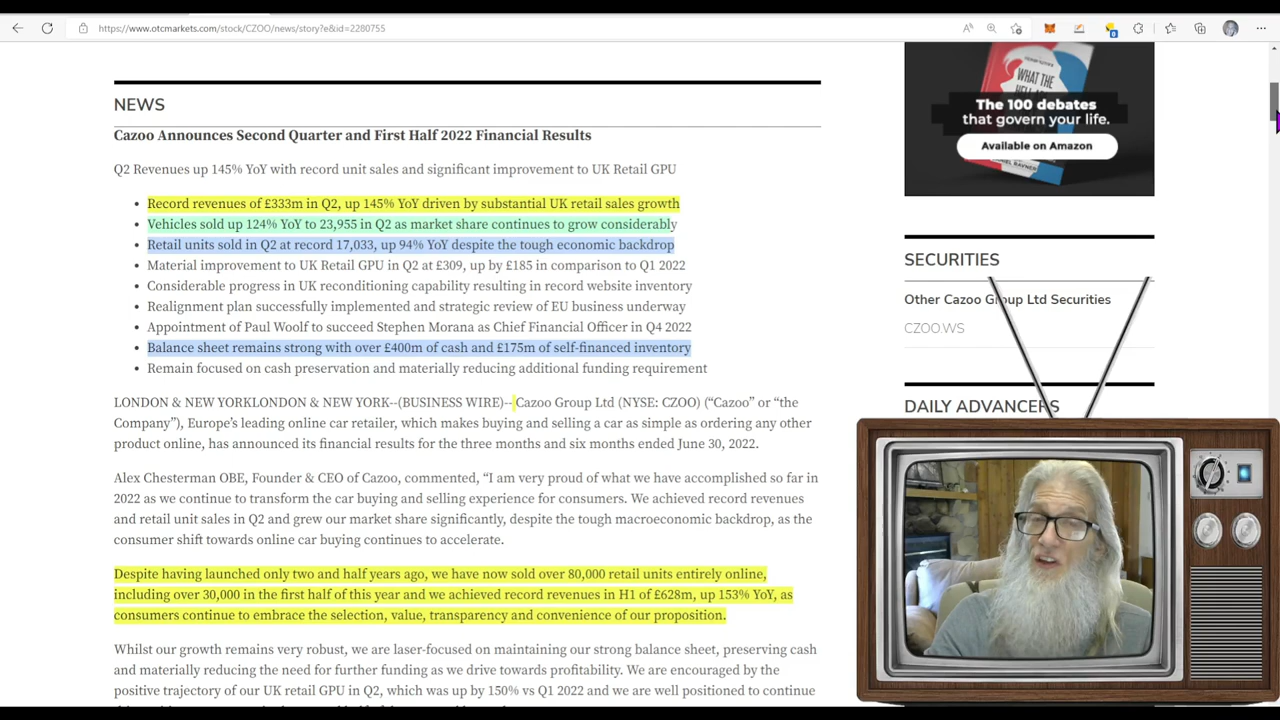 https://www.otcmarkets.com/stock/CZOO/news/story?e&id=2280755
NEWS
Cazoo Announces Second Quarter and First Half 2022 Financial Results
Q2 Revenues up 145% YoY with record unit sales and significant improvement to UK Retail GPU
• Record revenues of £333m in Q2, up 145% YoY driven by substantial UK retail sales growth
• Vehicles sold up 124% YoY to 23,955 in Q2 as market share continues to grow considerably
• Retail units sold in Q2 at record 17,033, up 94% YoY despite the tough economic backdrop
• Material improvement to UK Retail GPU in Q2 at £309, up by £185 in comparison to Q1 2022
• Considerable progress in UK reconditioning capability resulting in record website inventory
• Realignment plan successfully implemented and strategic review of EU business underway
• Appointment of Paul Woolf to succeed Stephen Morana as Chief Financial Officer in Q4 2022
• Balance sheet remains strong with over £400m of cash and £175m of self-financed inventory
• Remain focused on cash preservation and materially reducing additional funding requirement
LONDON & NEW YORKLONDON & NEW YORK--(BUSINESS WIRE)-- Cazoo Group Ltd (NYSE: CZOO) (“Cazoo” or “the
Company”), Europe’s leading online car retailer, which makes buying and selling a car as simple as ordering any other
product online, has announced its financial results for the three months and six months ended June 30, 2022.
Alex Chesterman OBE, Founder & CEO of Cazoo, commented, “I am very proud of what we have accomplished so far in
2022 as we continue to transform the car buying and selling experience for consumers. We achieved record revenues
and retail unit sales in Q2 and grew our market share significantly, despite the tough macroeconomic backdrop, as the
consumer shift towards online car buying continues to accelerate.
Despite having launched only two and half years ago, we have now sold over 80,000 retail units entirely online,
including over 30,000 in the first half of this year and we achieved record revenues in H1 of £628m, up 153% YoY, as
consumers continue to embrace the selection, value, transparency and convenience of our proposition.
Whilst our growth remains very robust, we are laser-focused on maintaining our strong balance sheet, preserving cash
and materially reducing the need for further funding as we drive towards profitability. We are encouraged by the
positive trajectory of our UK retail GPU in Q2, which was up by 150% vs Q1 2022 and we are well positioned to continue
WHAT THE
The 100 debates
that govern your life.
Available on Amazon
SECURITIES
Other Cazoo Group Ltd Securities
CZOO.WS
DAILY ADVANCERS